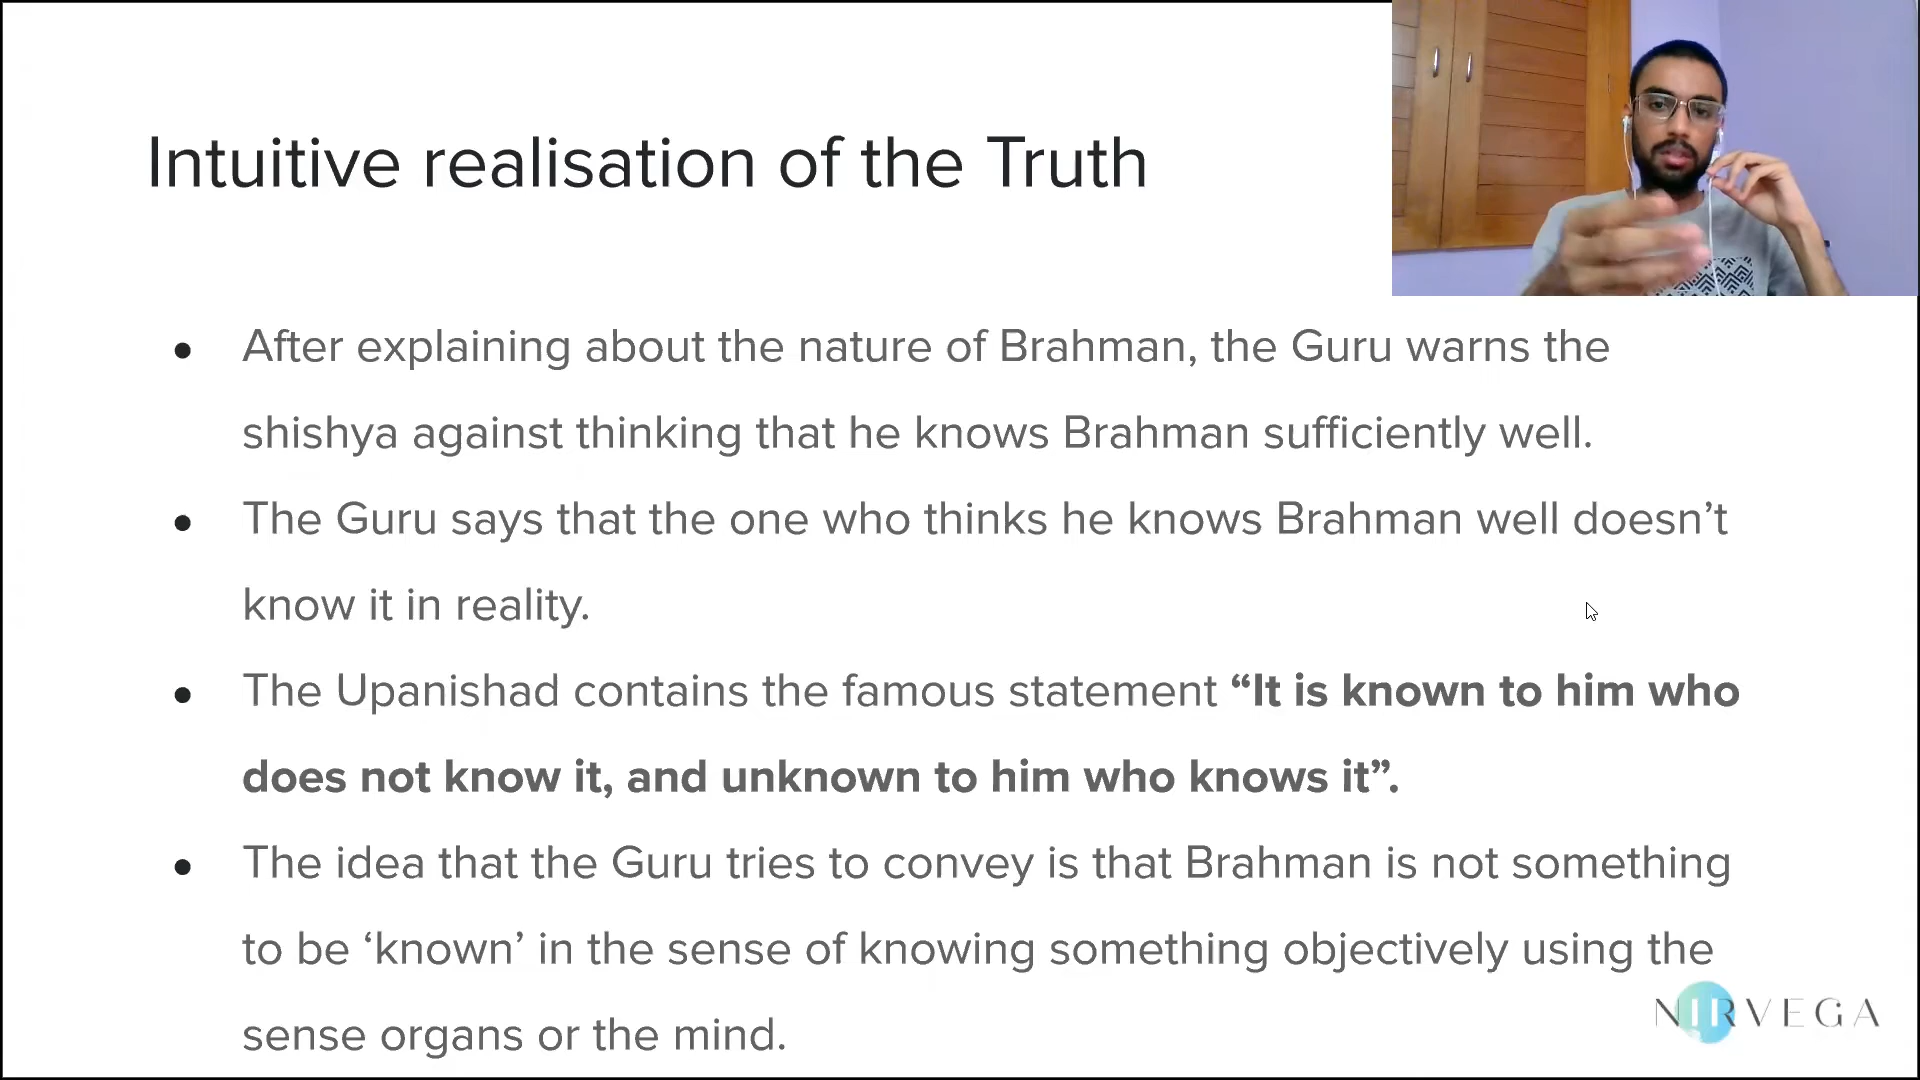 Intuitive realisation of the Truth
● After explaining about the nature of Brahman, the Guru warns the
shishya against thinking that he knows Brahman sufficiently well.
● The Guru says that the one who thinks he knows Brahman well doesn’t
know it in reality.
● The Upanishad contains the famous statement “It is known to him who
does not know it, and unknown to him who knows it”.
● The idea that the Guru tries to convey is that Brahman is not something
to be ‘known’ in the sense of knowing something objectively using the
sense organs or the mind.
NIRVEGA